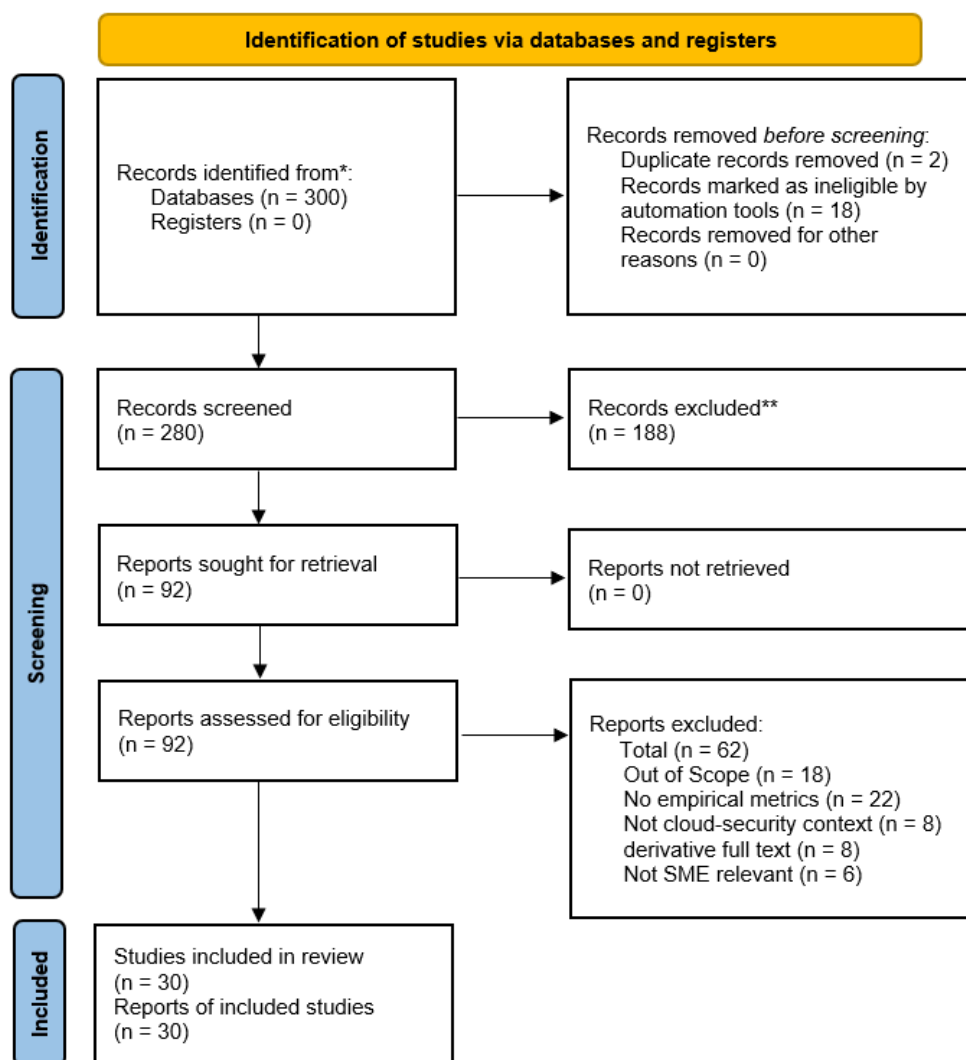 Identification of studies via databases and registers
Identification
Records identified from*:
Databases (n = 300)
Registers (n = 0)
Records removed before screening:
Duplicate records removed (n = 2)
Records marked as ineligible by
automation tools (n = 18)
Records removed for other
reasons (n = 0)
Screening
Records screened
(n = 280)
Records excluded**
(n = 188)
Reports sought for retrieval
(n = 92)
Reports not retrieved
(n = 0)
Reports assessed for eligibility
(n = 92)
Reports excluded:
Total (n = 62)
Out of Scope (n = 18)
No empirical metrics (n = 22)
Not cloud-security context (n = 8)
derivative full text (n = 8)
Not SME relevant (n = 6)
Included
Studies included in review
(n = 30)
Reports of included studies
(n = 30)